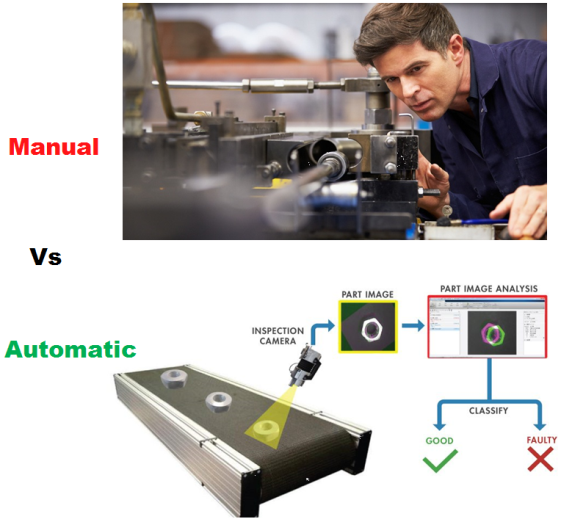 Manual
Vs
Automatic
PART IMAGE
PART IMAGE ANALYSIS
INSPECTION
CAMERA
CLASSIFY
GOOD
FAULTY